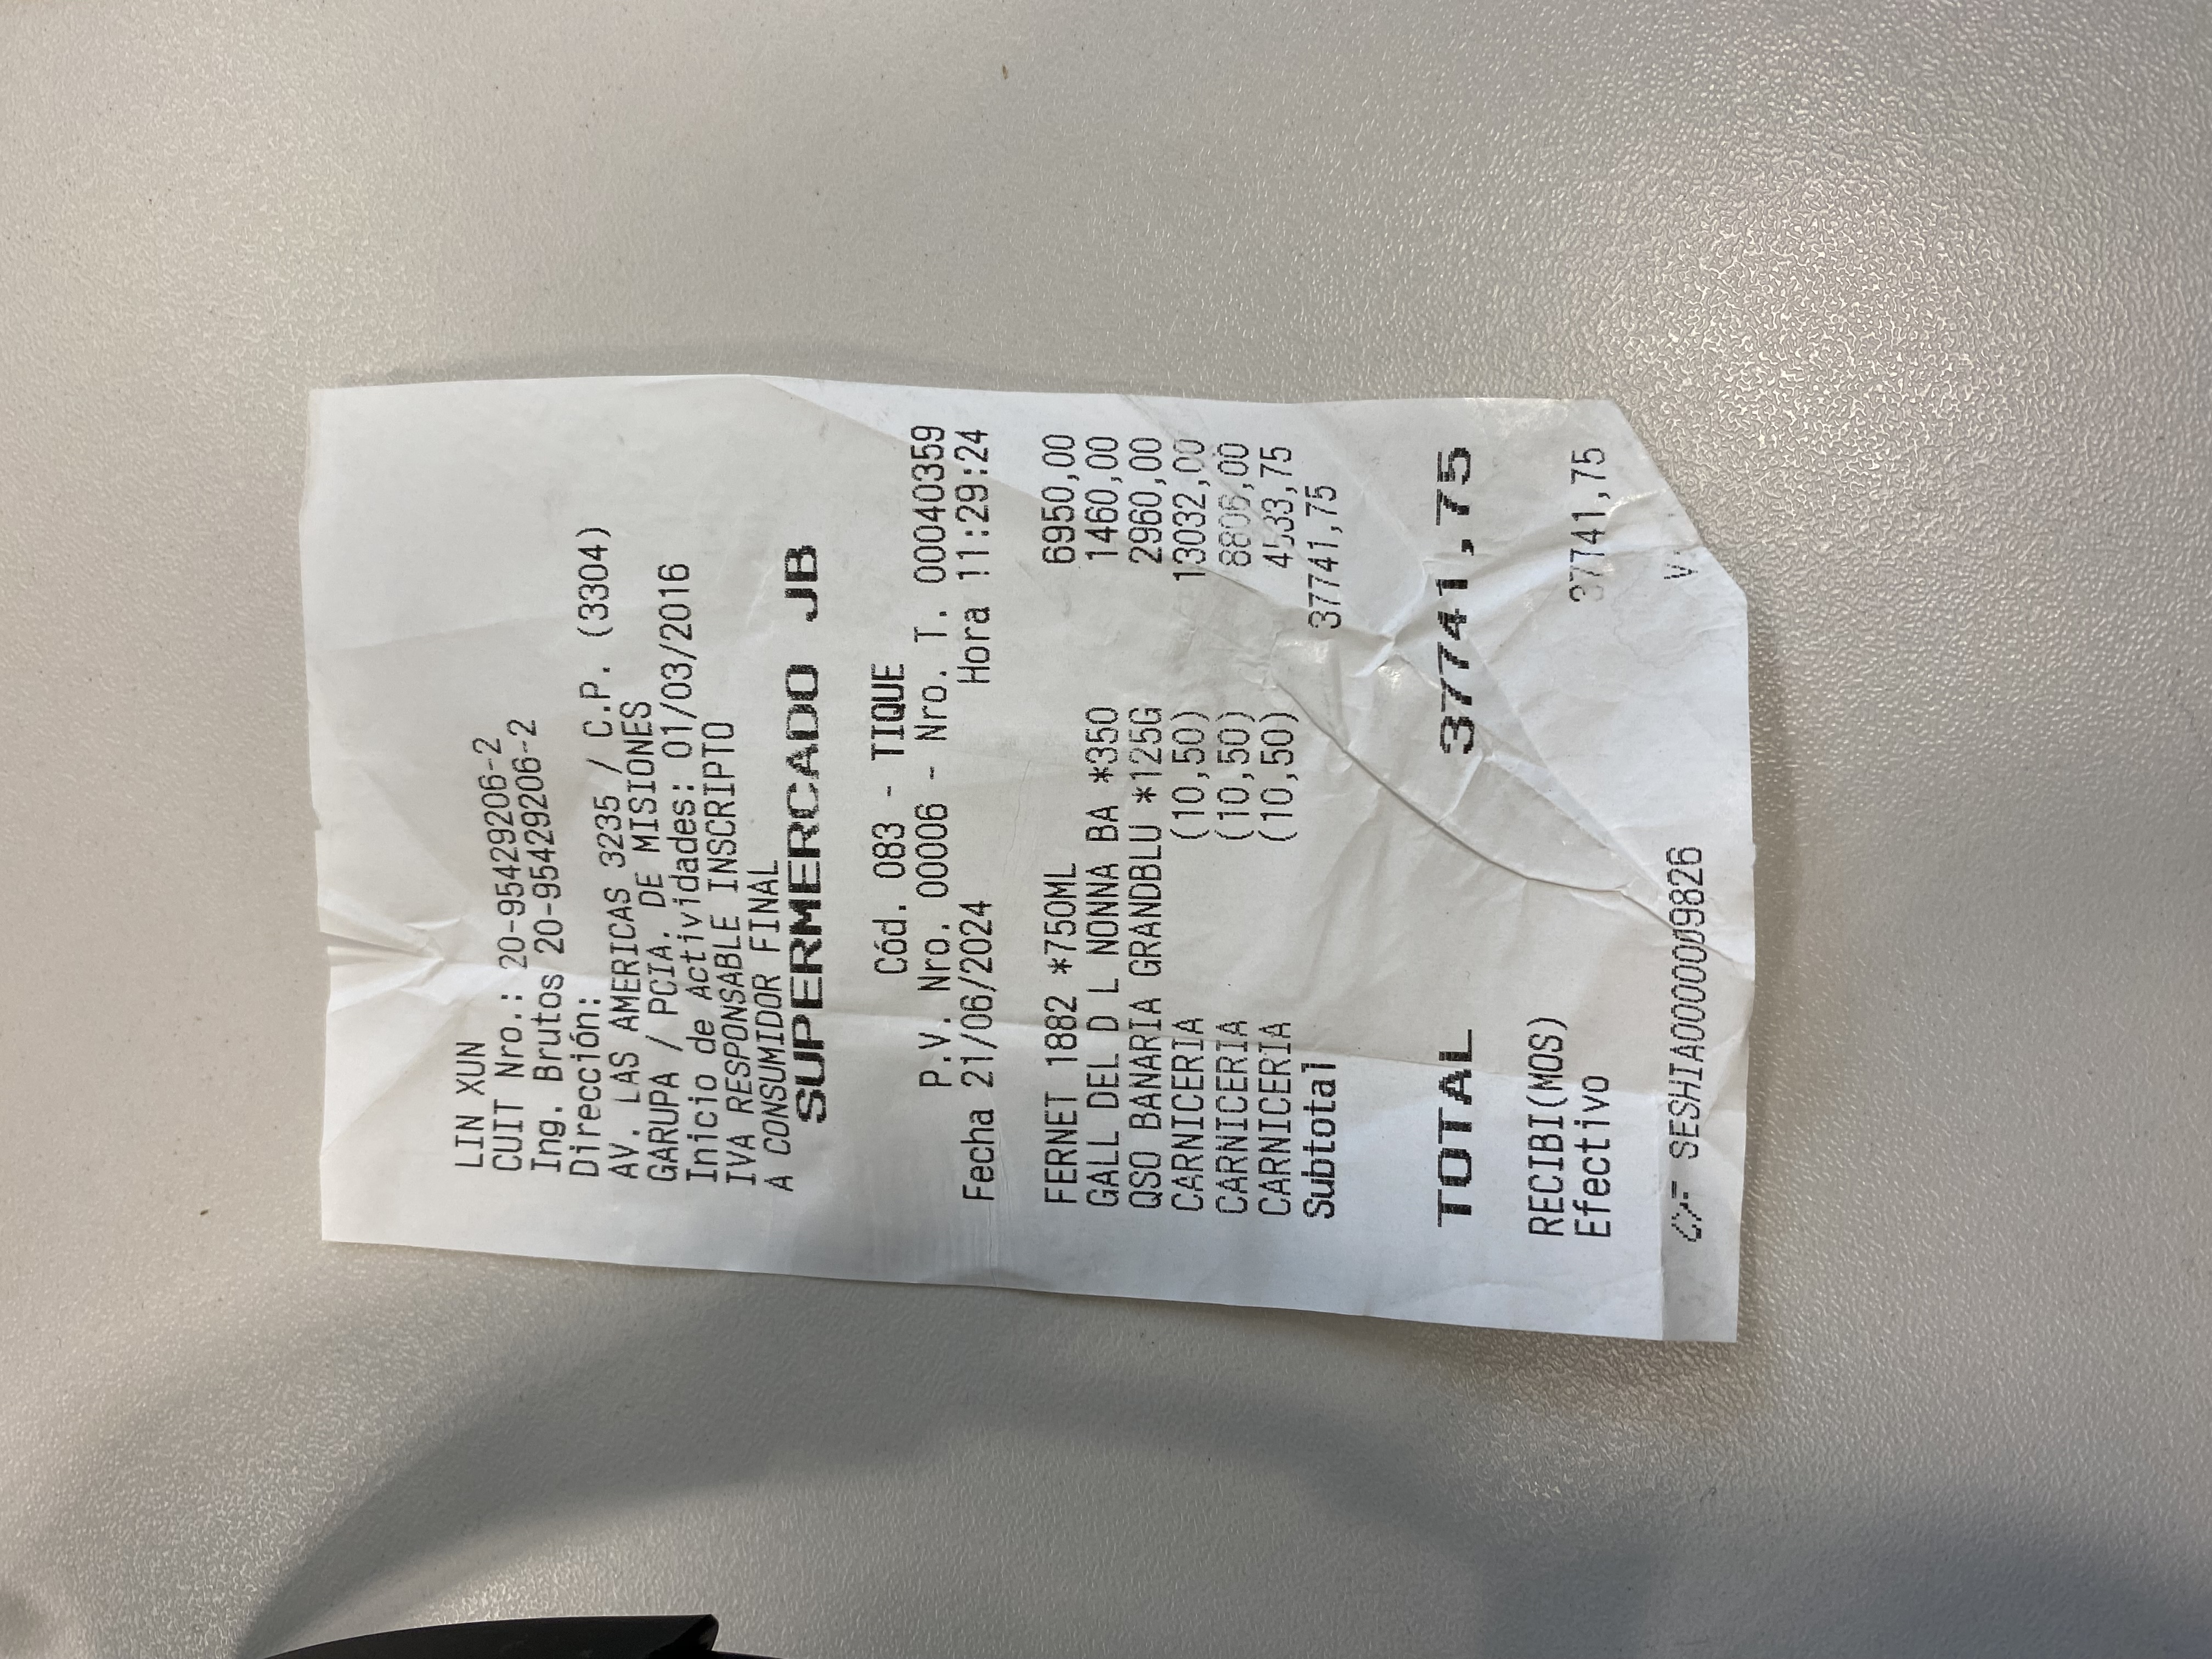 LIN XUN
CUIT Nro.: 20-95429206-2
Ing. Brutos 20-95429206-2
Dirección:
AV. LAS AMERICAS 3235 / C.P. (3304)
GARUPA / PCIA. DE MISIONES
Inicio de Actividades: 01/03/2016
IVA RESPONSABLE INSCRIPTO
A CONSUMIDOR FINAL
SUPERMERCADO JB
Cód. 083 - TIQUE
P.V. Nro. 00006 - Nro. T. 00040359
Fecha 21/06/2024 Hora 11:29:24
FERNET 1882 *750ML 6950,00
GALL DEL D L NONNA BA *350 1460,00
QSO BANARIA GRANDBLU *125G 2960,00
CARNICERIA (10,50) 13032,00
CARNICERIA (10,50) 8806,00
CARNICERIA (10,50) 4533,75
Subtotal 37741,75
TOTAL 37741,75
RECIBI(MOS)
Efectivo 37741,75
CF SESHIA0000009826